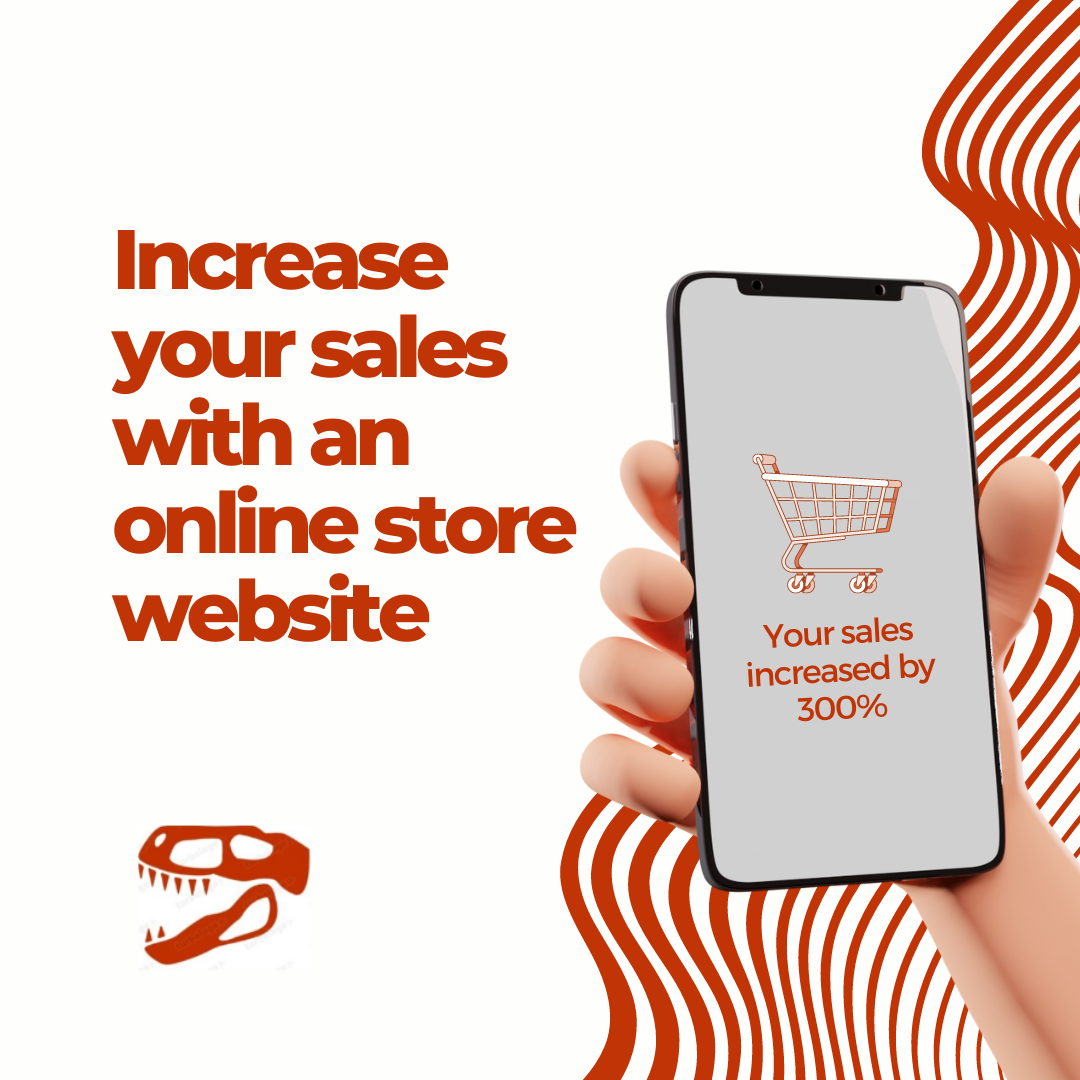 Increase
your sales
with an
online store
website
Your sales
increased by
300%